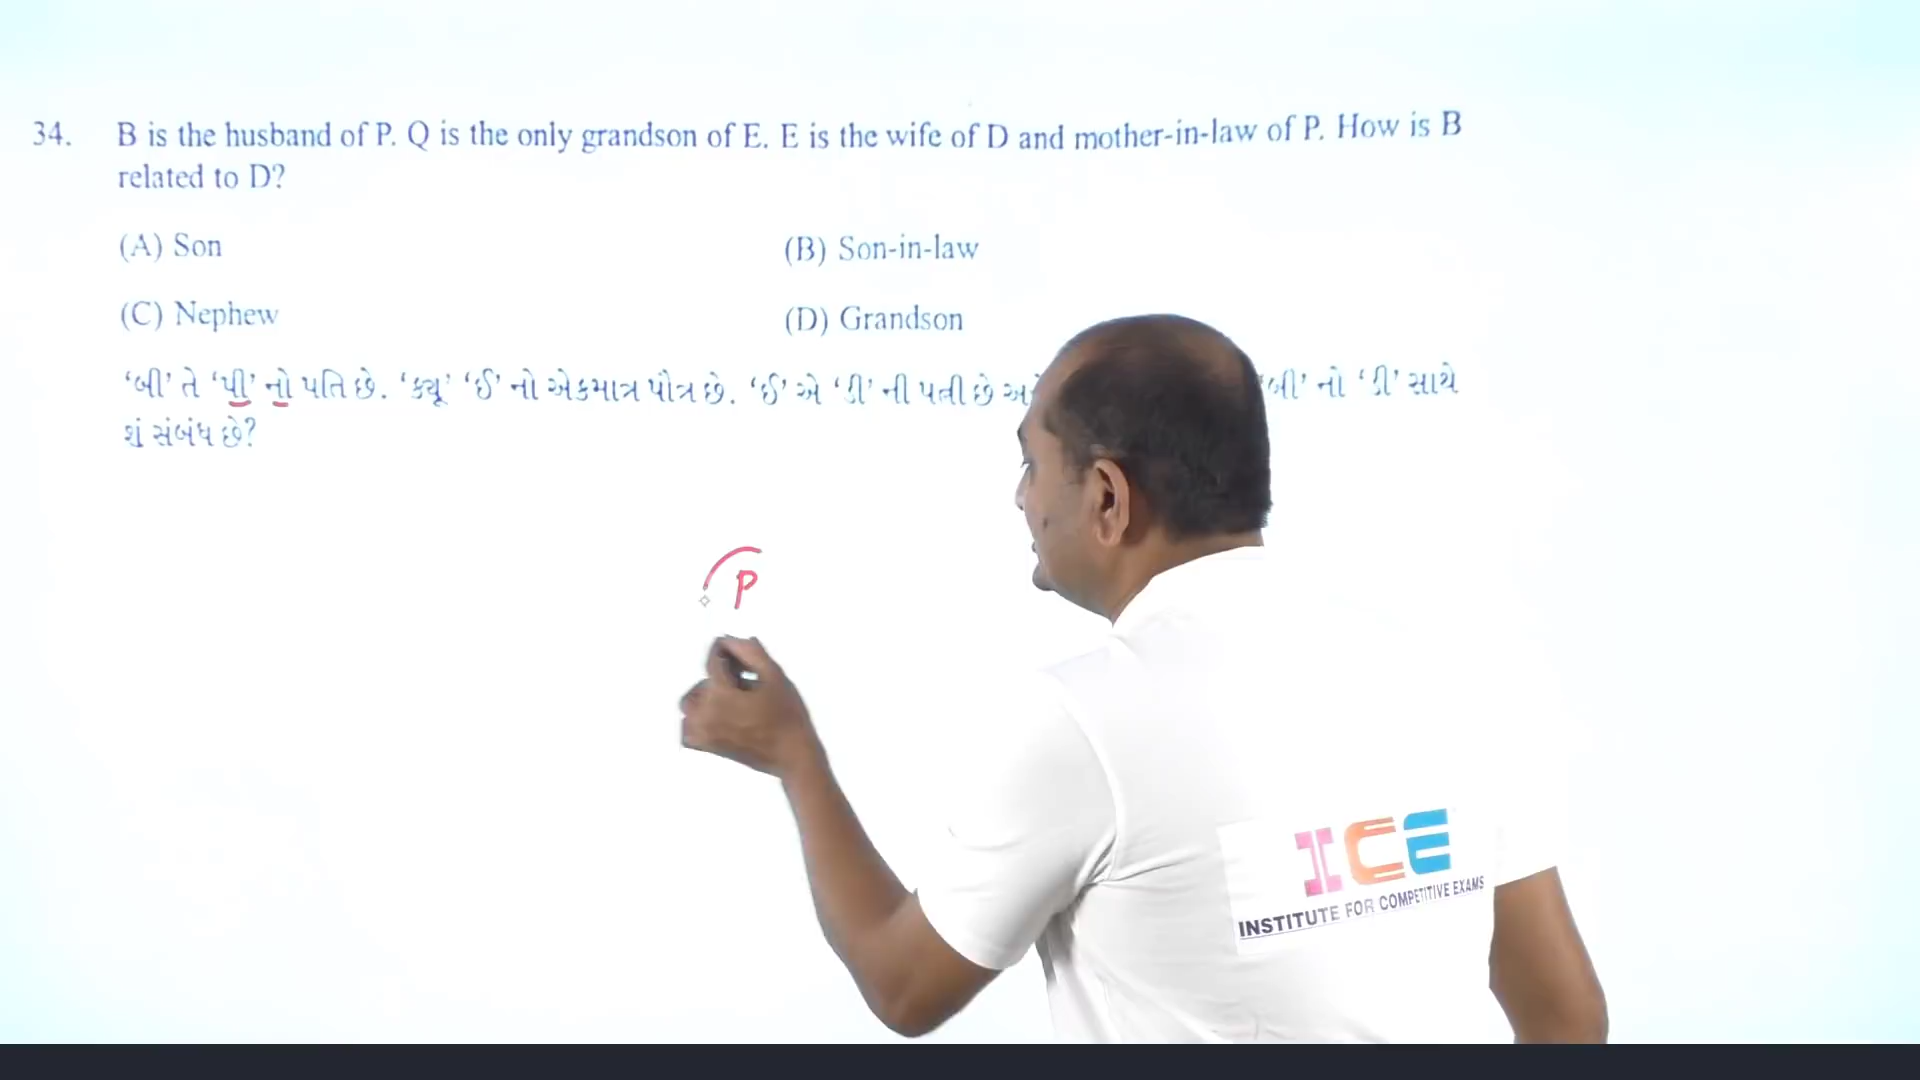 34. B is the husband of P. Q is the only grandson of E. E is the wife of D and mother-in-law of P. How is B
related to D?
(A) Son (B) Son-in-law
(C) Nephew (D) Grandson
‘બી’ તે ‘પી’ નો પતિ છે. ‘ક્યૂ’ ‘ઈ’ નો એકમાત્ર પૌત્ર છે. ‘ઈ’ એ ‘ડી’ ની પત્ની છે ‘બી’ નો ‘ડી’ સાથે
શું સંબંધ છે?
P
ICE
INSTITUTE FOR COMPETITIVE EXAMS